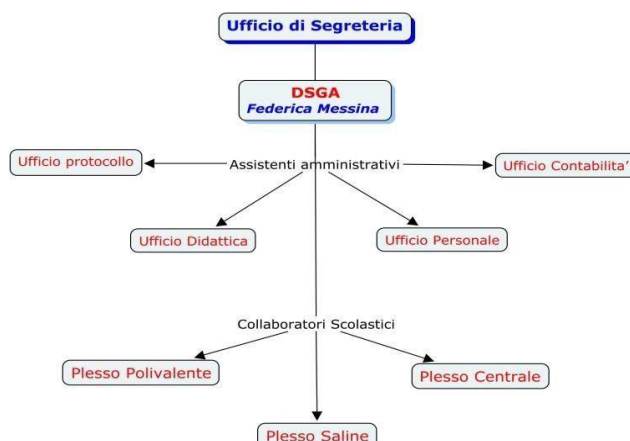 Ufficio di Segreteria
DSGA
Federica Messina
Ufficio protocollo
Assistenti amministrativi
Ufficio Contabilita'
Ufficio Didattica
Ufficio Personale
Collaboratori Scolastici
Plesso Polivalente
Plesso Centrale
Plesso Saline